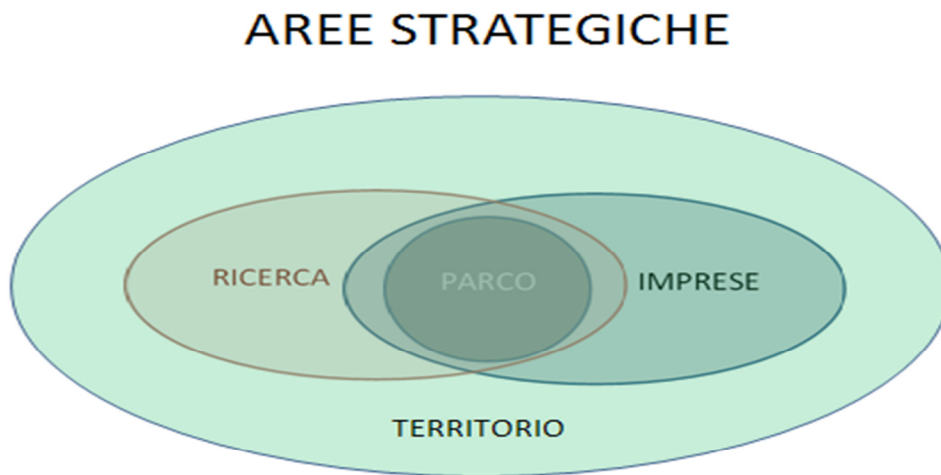 AREE STRATEGICHE
RICERCA
PARCO
IMPRESE
TERRITORIO